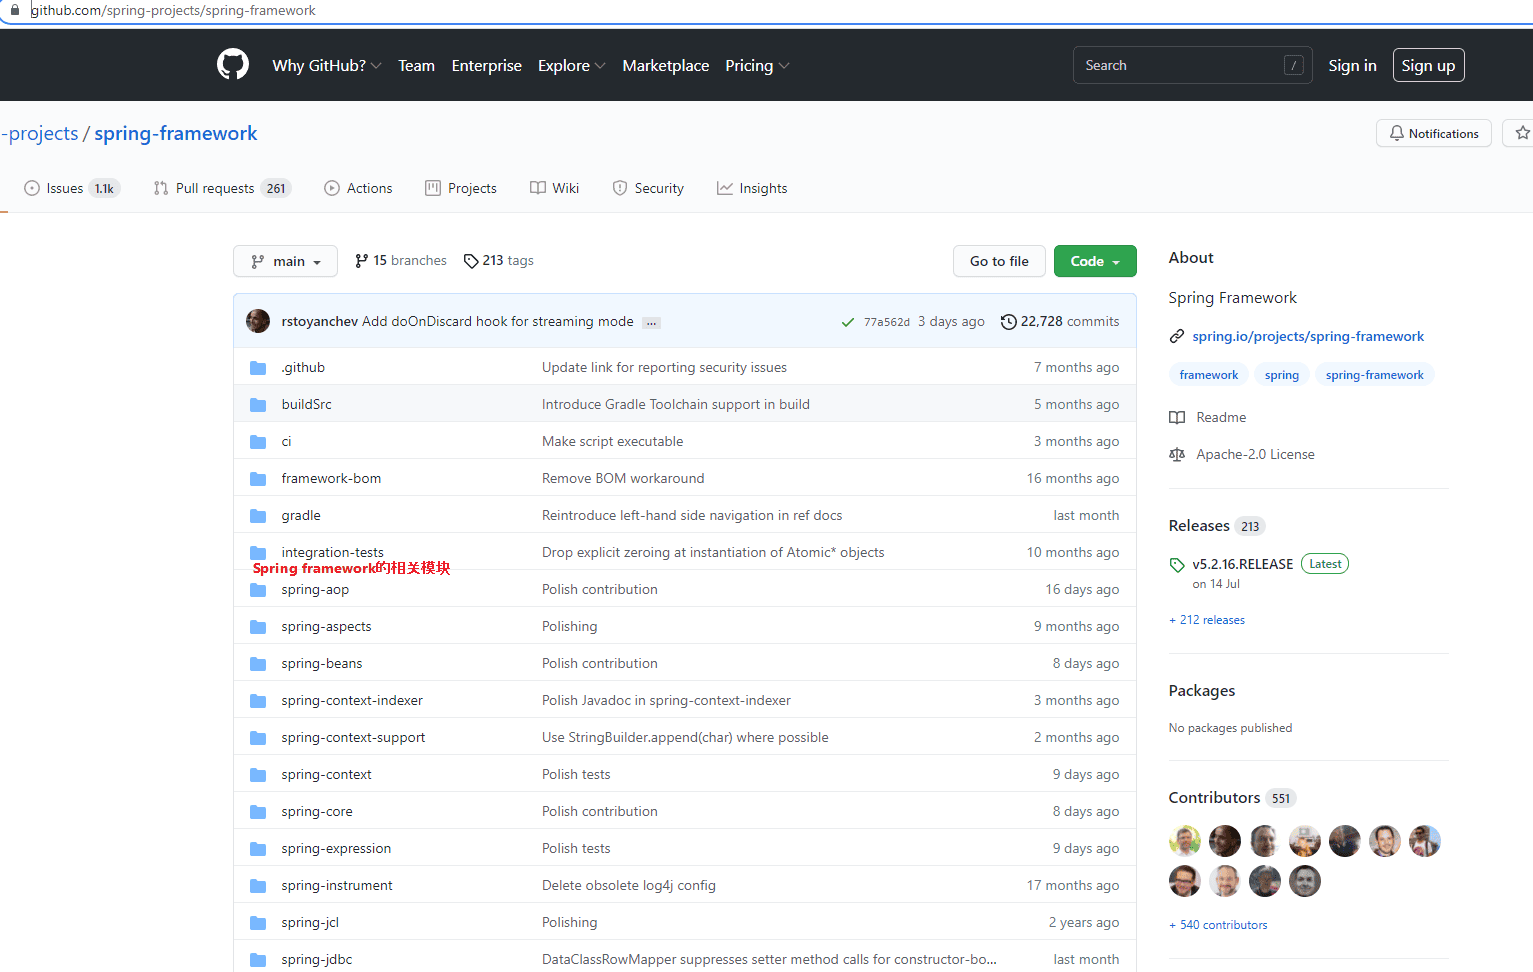 github.com/spring-projects/spring-framework
Why GitHub? Team Enterprise Explore Marketplace Pricing Search / Sign in Sign up
-projects / spring-framework Notifications
Issues 1.1k Pull requests 261 Actions Projects Wiki Security Insights
main 15 branches 213 tags Go to file Code
rstoyanchev Add doOnDiscard hook for streaming mode ... 77a562d 3 days ago 22,728 commits
.github Update link for reporting security issues 7 months ago
buildSrc Introduce Gradle Toolchain support in build 5 months ago
ci Make script executable 3 months ago
framework-bom Remove BOM workaround 16 months ago
gradle Reintroduce left-hand side navigation in ref docs last month
integration-tests Drop explicit zeroing at instantiation of Atomic* objects 10 months ago
Spring framework的相关模块
spring-aop Polish contribution 16 days ago
spring-aspects Polishing 9 months ago
spring-beans Polish contribution 8 days ago
spring-context-indexer Polish Javadoc in spring-context-indexer 3 months ago
spring-context-support Use StringBuilder.append(char) where possible 2 months ago
spring-context Polish tests 9 days ago
spring-core Polish contribution 8 days ago
spring-expression Polish tests 9 days ago
spring-instrument Delete obsolete log4j config 17 months ago
spring-jcl Polishing 2 years ago
spring-jdbc DataClassRowMapper suppresses setter method calls for constructor-bo... last month
About
Spring Framework
spring.io/projects/spring-framework
framework spring spring-framework
Readme
Apache-2.0 License
Releases 213
v5.2.16.RELEASE Latest
on 14 Jul
+ 212 releases
Packages
No packages published
Contributors 551
+ 540 contributors